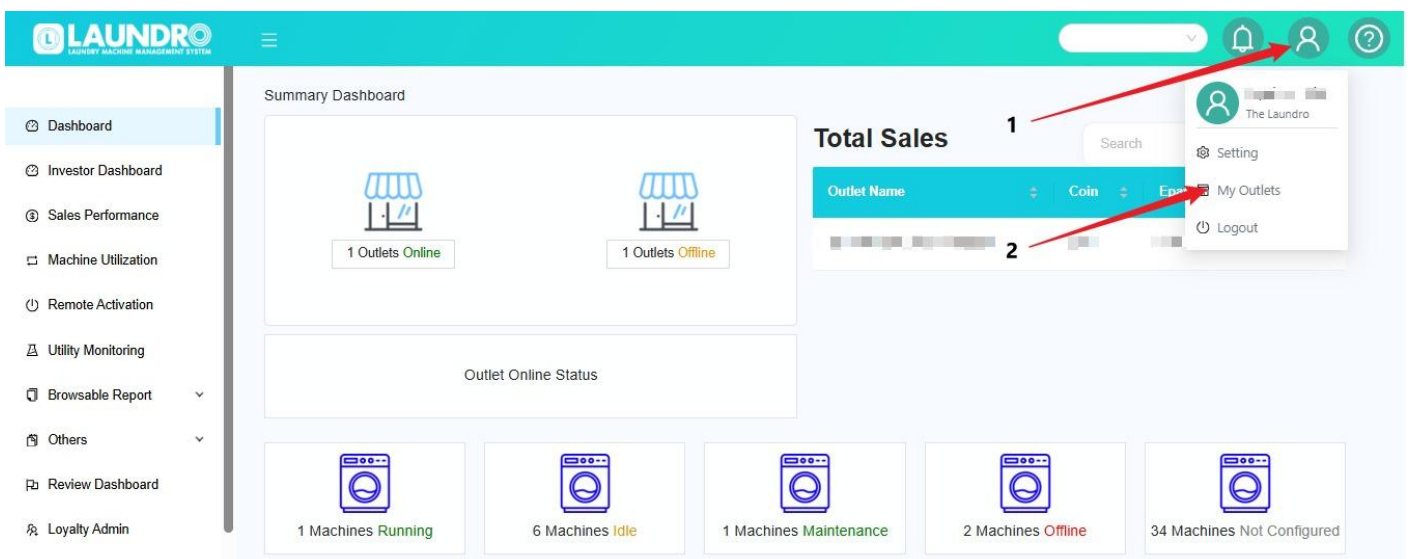 LAUNDRO
LAUNDRY MACHINE MANAGEMENT SYSTEM
Summary Dashboard
Dashboard
Investor Dashboard
Sales Performance
Machine Utilization
Remote Activation
Utility Monitoring
Browsable Report
Others
Review Dashboard
Loyalty Admin
1 Outlets Online
1 Outlets Offline
Outlet Online Status
Total Sales
1
Search
Outlet Name
Coin
2
The Laundro
Setting
My Outlets
Logout
1 Machines Running
6 Machines Idle
1 Machines Maintenance
2 Machines Offline
34 Machines Not Configured